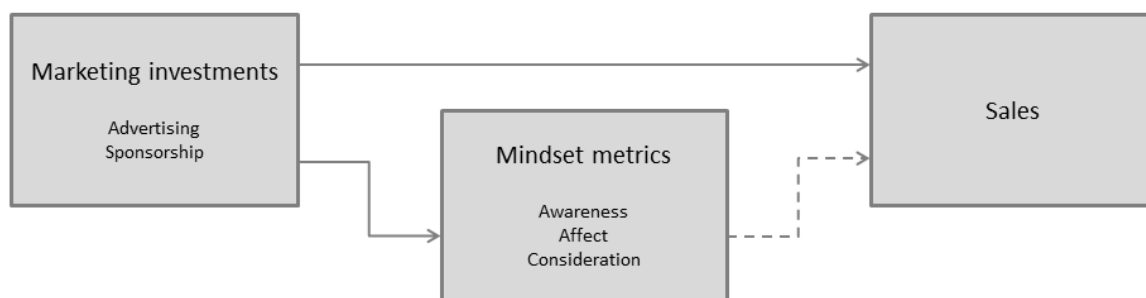 Marketing investments
Advertising
Sponsorship
Mindset metrics
Awareness
Affect
Consideration
Sales